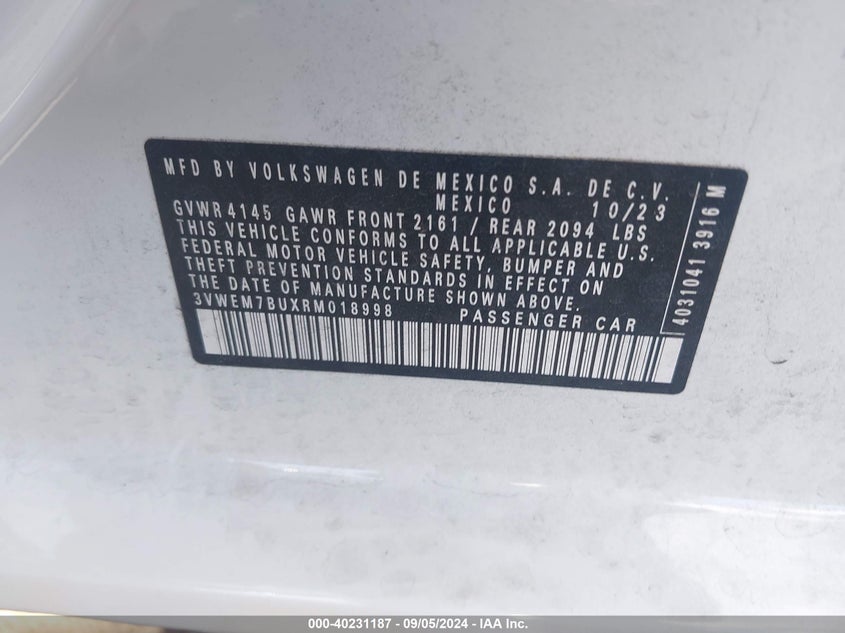 MFD BY VOLKSWAGEN DE MEXICO S.A. DE C.V.
MEXICO 10/23
GVWR 4145 GAWR FRONT 2161 / REAR 2094 LBS
THIS VEHICLE CONFORMS TO ALL APPLICABLE U.S.
FEDERAL MOTOR VEHICLE SAFETY, BUMPER AND
THEFT PREVENTION STANDARDS IN EFFECT ON
THE DATE OF MANUFACTURE SHOWN ABOVE.
3VWEM7BUXRM018998 PASSENGER CAR
4031041 3916 M
000-40231187 - 09/05/2024 - IAA Inc.